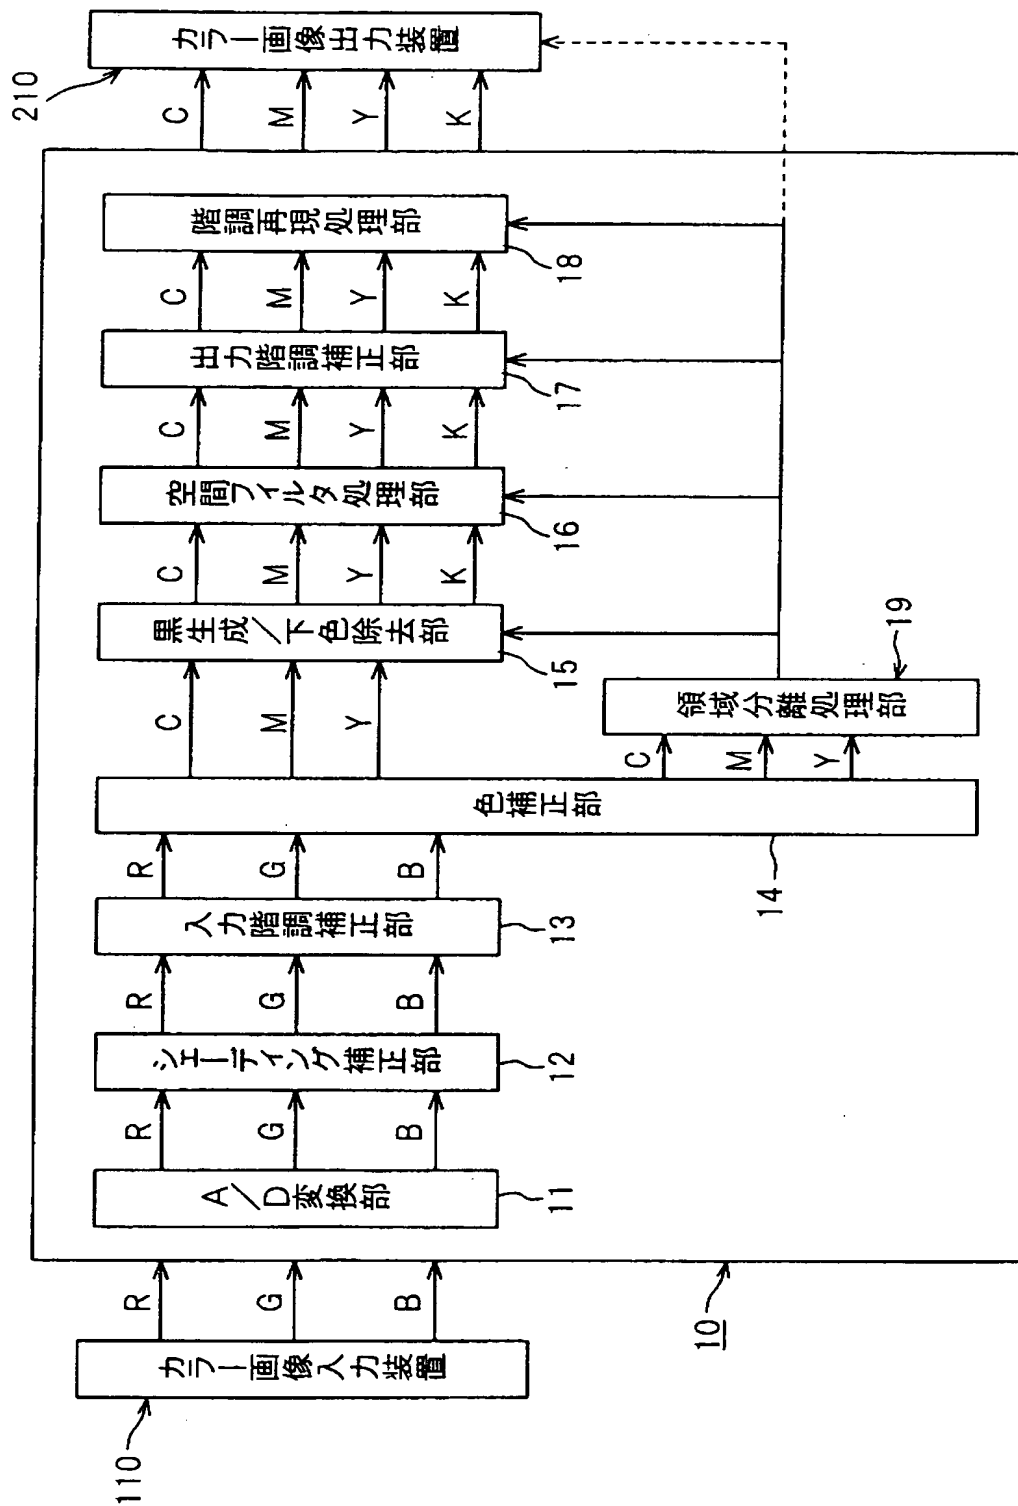 110
カラー画像入力装置
R
G
B
10
A／D変換部
11
R
G
B
シェーディング補正部
12
R
G
B
入力階調補正部
13
R
G
B
色補正部
14
C
M
Y
C
M
Y
領域分離処理部
19
黒生成／下色除去部
15
C
M
Y
K
空間フィルタ処理部
16
C
M
Y
K
出力階調補正部
17
C
M
Y
K
階調再現処理部
18
C
M
Y
K
カラー画像出力装置
210